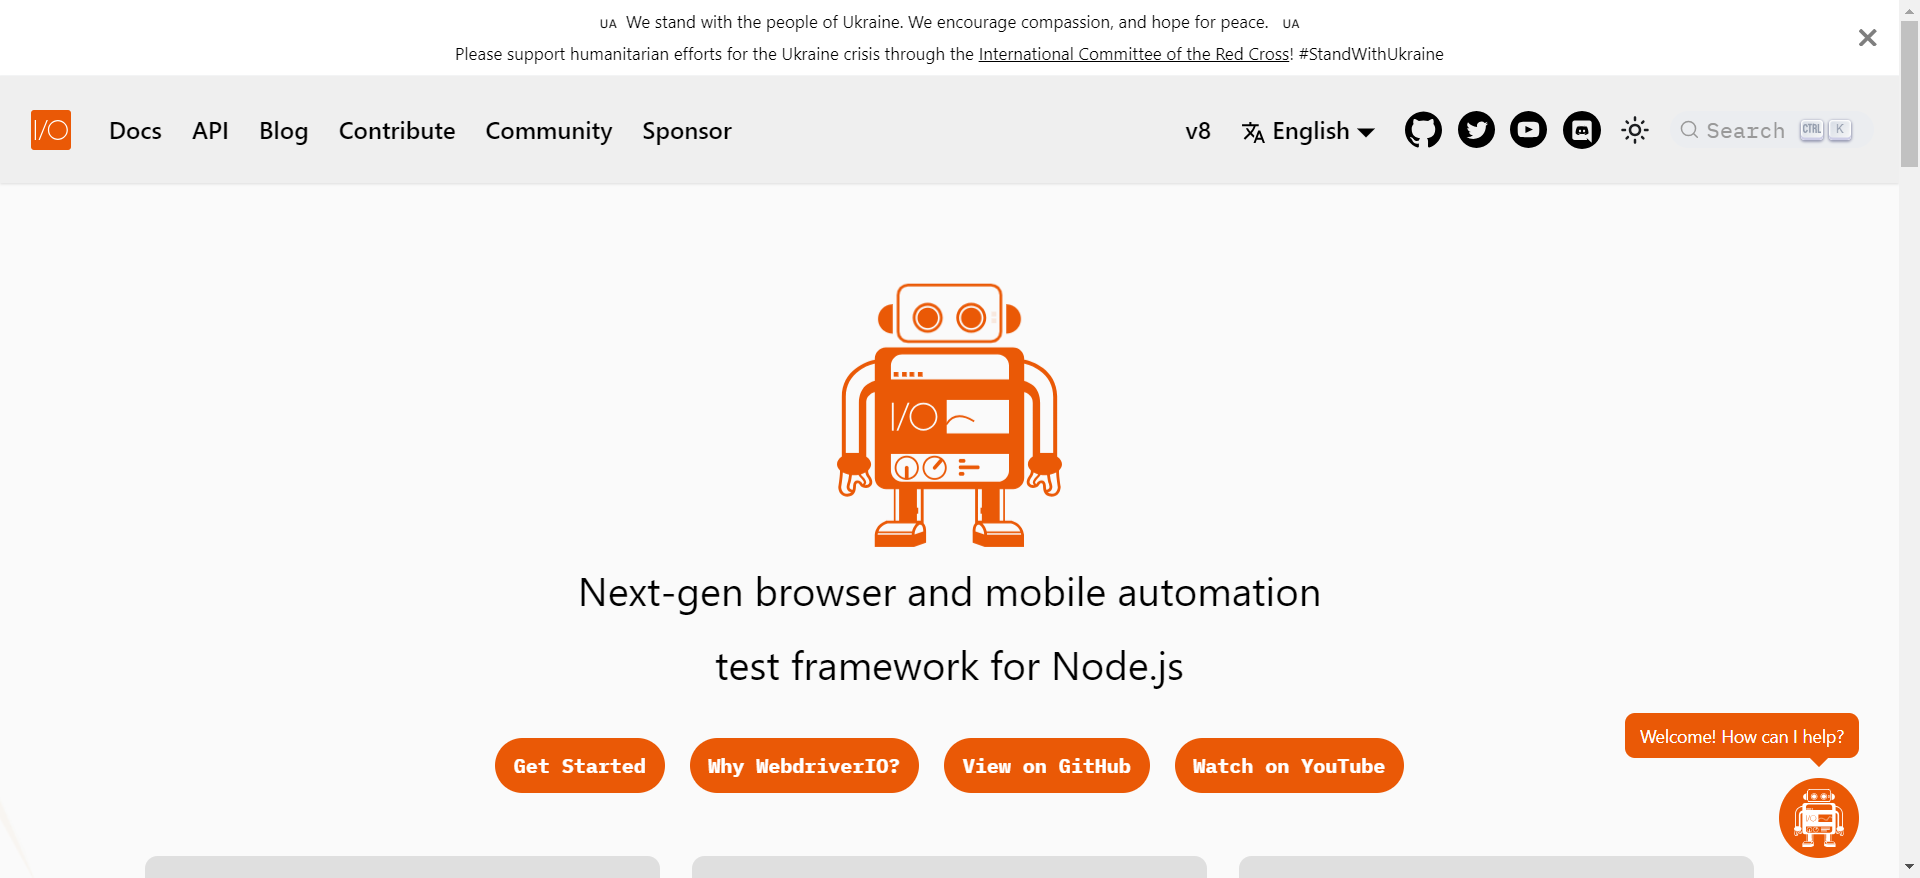 UA We stand with the people of Ukraine. We encourage compassion, and hope for peace. UA
Please support humanitarian efforts for the Ukraine crisis through the International Committee of the Red Cross! #StandWithUkraine
I/O Docs API Blog Contribute Community Sponsor v8 English Search CTRL K
I/O
Next-gen browser and mobile automation
test framework for Node.js
Get Started Why WebdriverIO? View on GitHub Watch on YouTube
Welcome! How can I help?
I/O